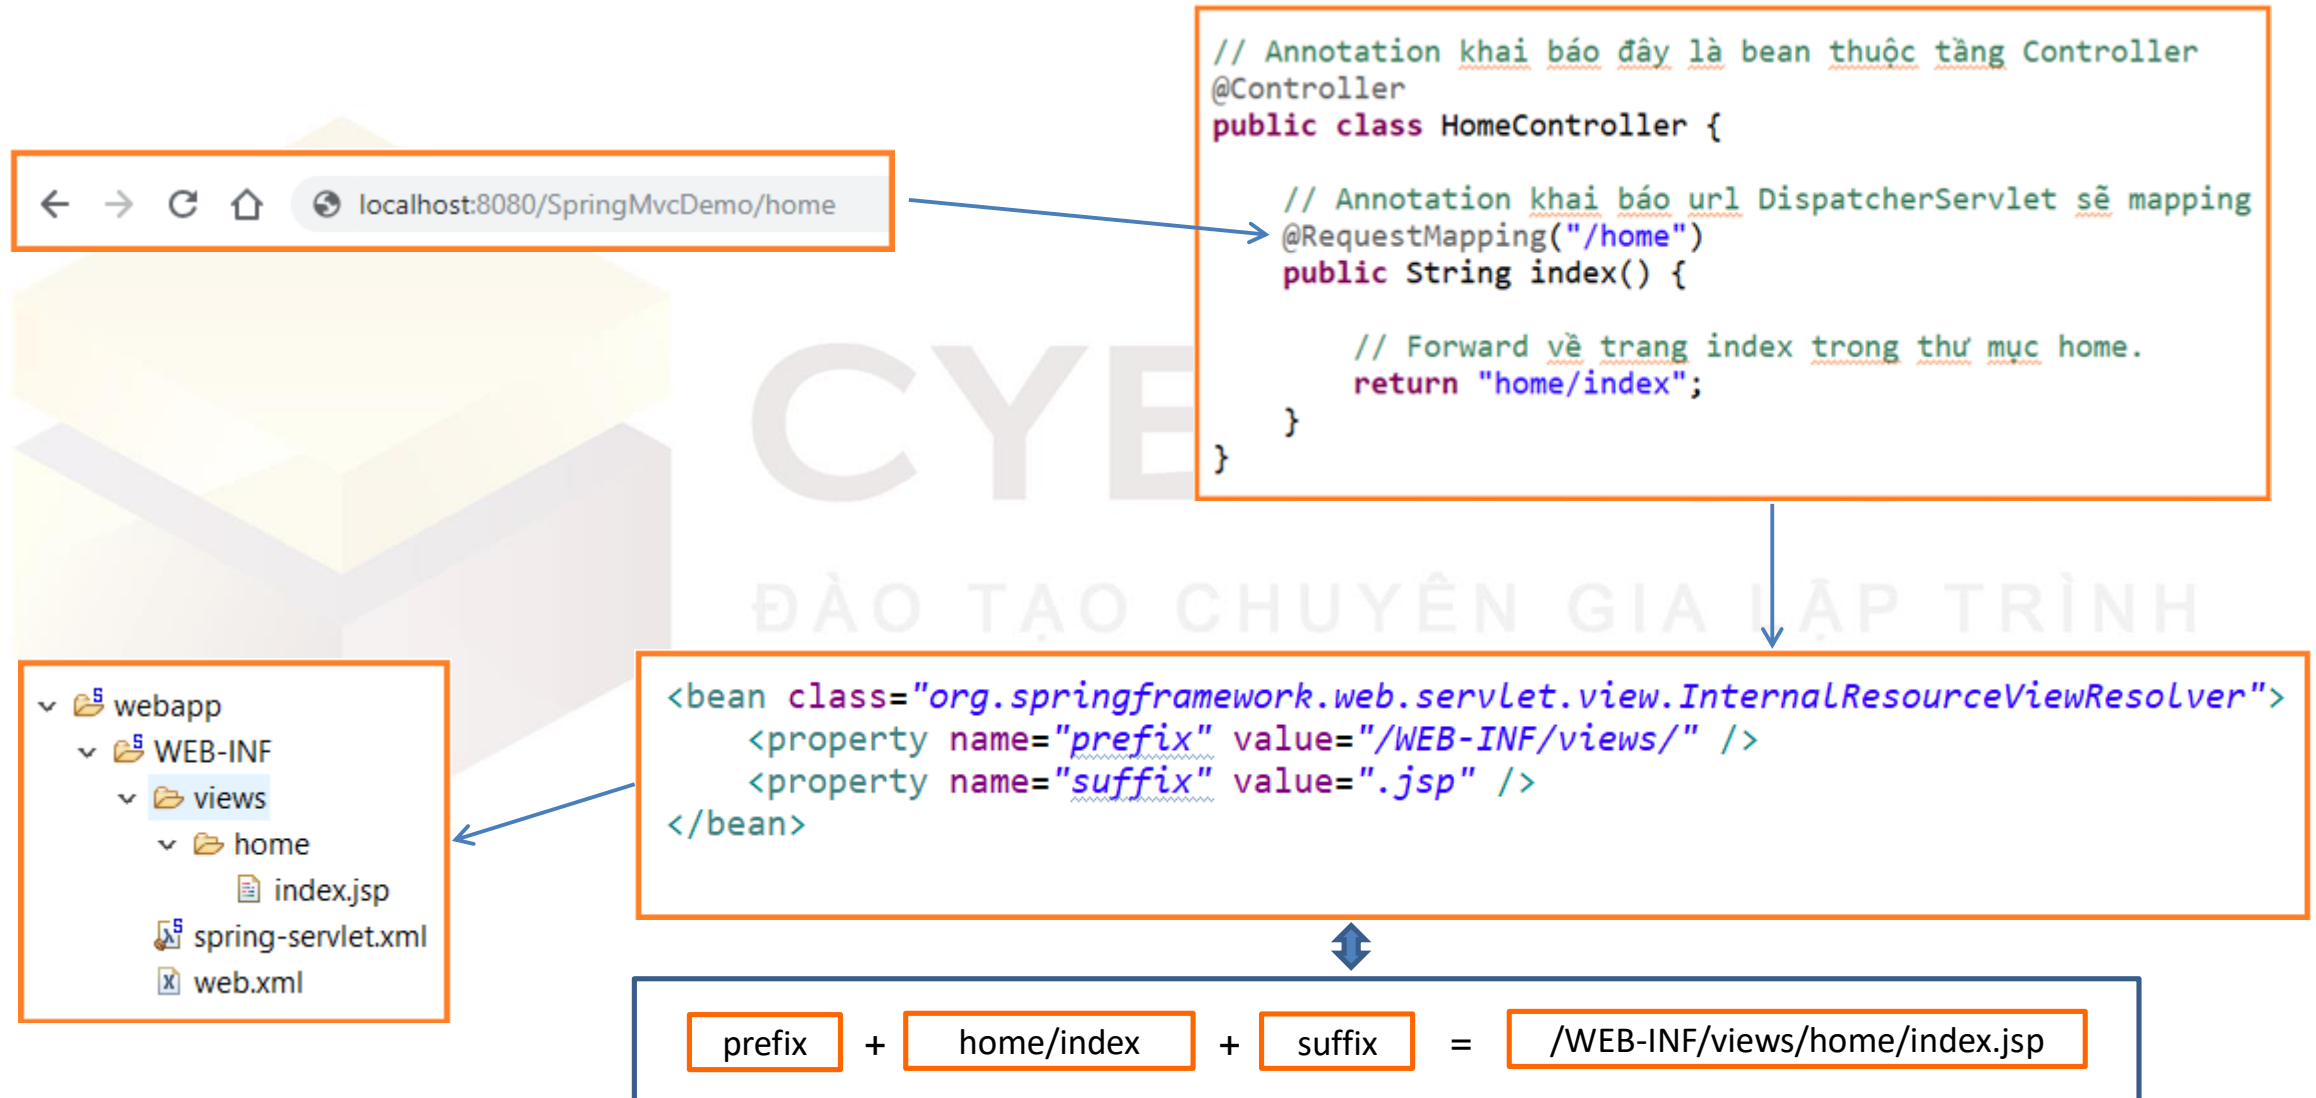 // Annotation khai báo đây là bean thuộc tầng Controller
@Controller
public class HomeController {
// Annotation khai báo url DispatcherServlet sẽ mapping
@RequestMapping("/home")
public String index() {
// Forward về trang index trong thư mục home.
return "home/index";
}
}
localhost:8080/SpringMvcDemo/home
CYB
ĐÀO TẠO CHUYÊN GIA LẬP TRÌNH
webapp
WEB-INF
views
home
index.jsp
spring-servlet.xml
web.xml
<bean class="org.springframework.web.servlet.view.InternalResourceViewResolver">
<property name="prefix" value="/WEB-INF/views/" />
<property name="suffix" value=".jsp" />
</bean>
prefix + home/index + suffix = /WEB-INF/views/home/index.jsp